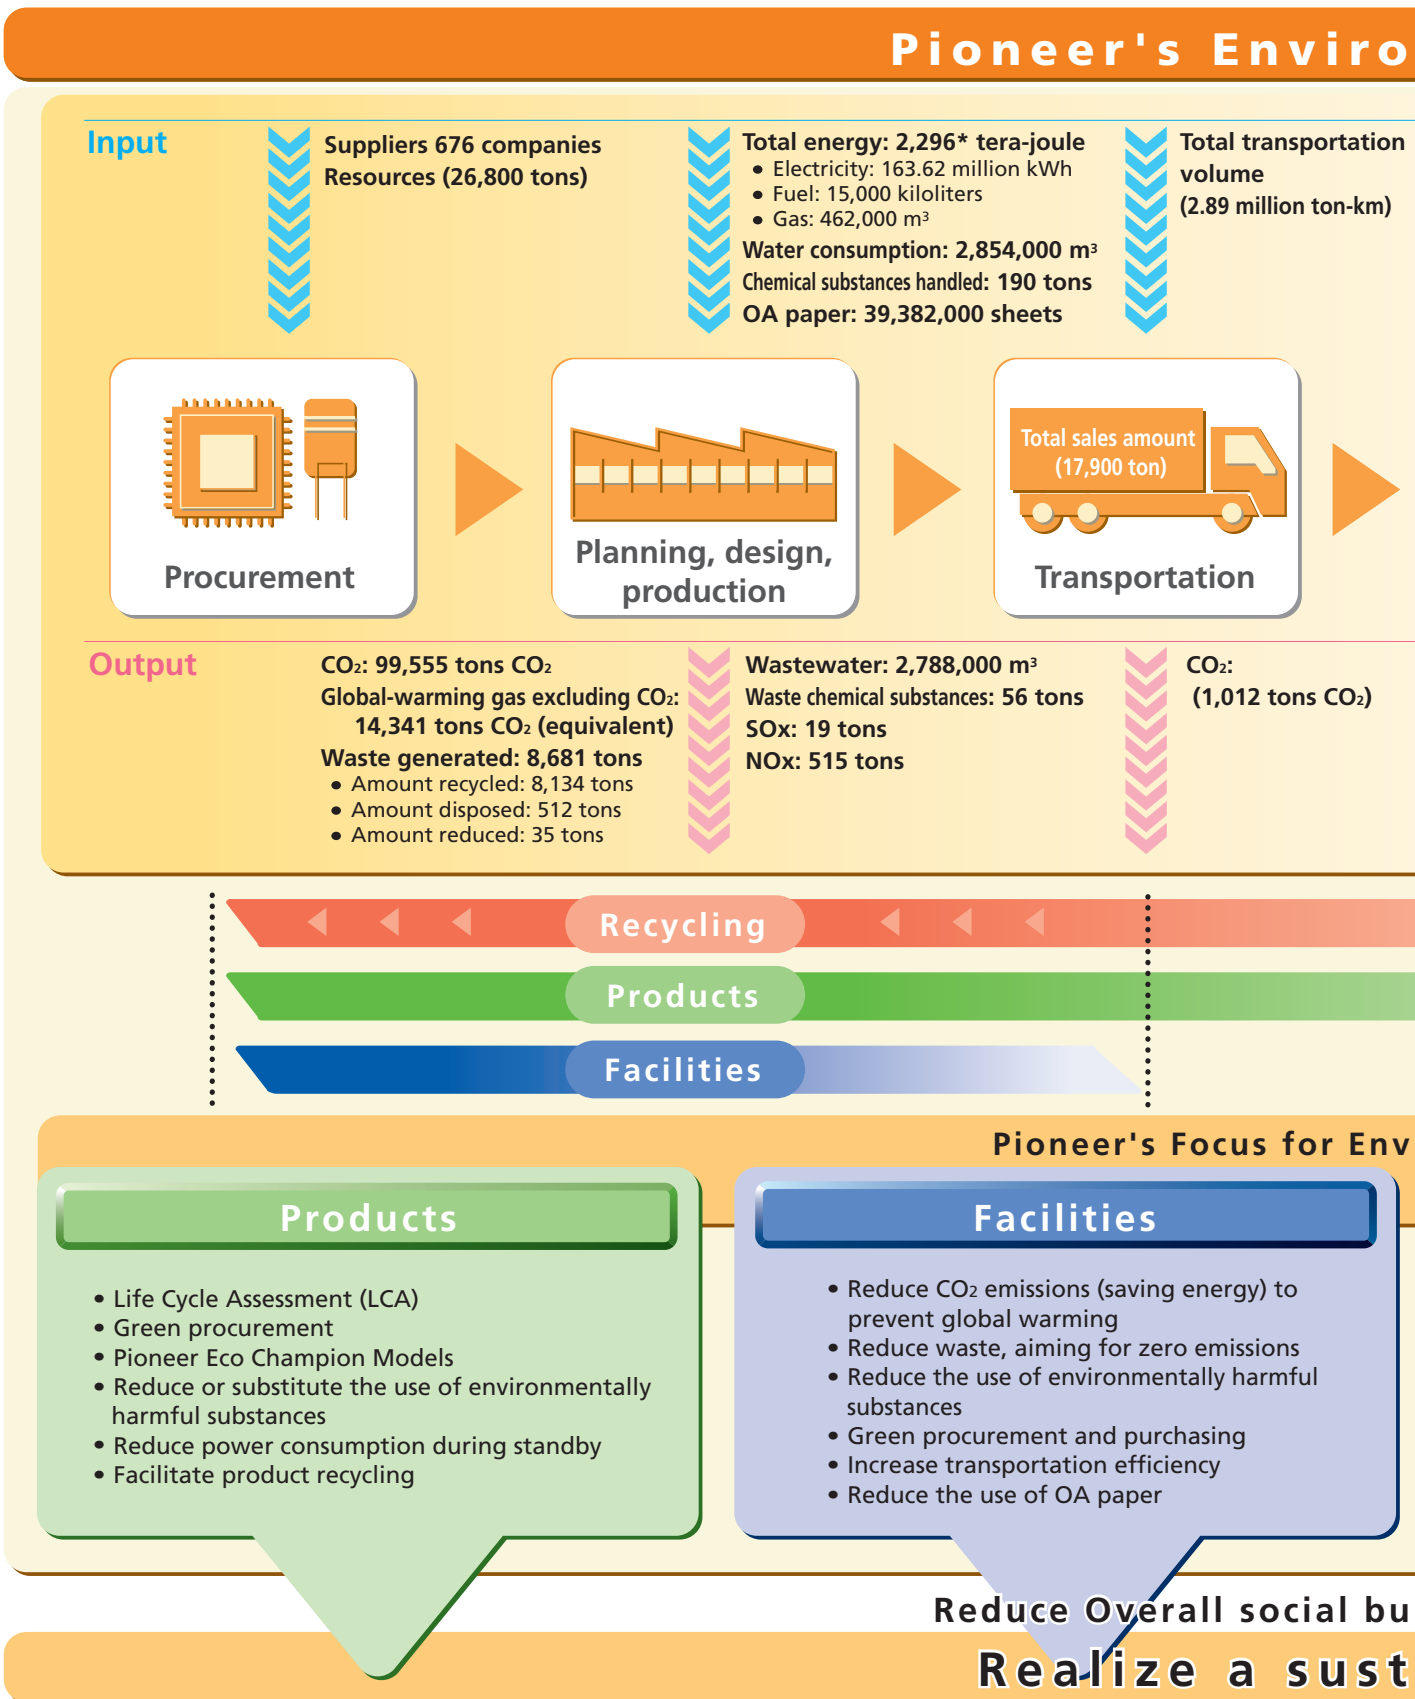 Pioneer's Enviro
Input
Suppliers 676 companies
Resources (26,800 tons)
Total energy: 2,296* tera-joule
• Electricity: 163.62 million kWh
• Fuel: 15,000 kiloliters
• Gas: 462,000 m³
Water consumption: 2,854,000 m³
Chemical substances handled: 190 tons
OA paper: 39,382,000 sheets
Total transportation
volume
(2.89 million ton-km)
Procurement
Planning, design,
production
Total sales amount
(17,900 ton)
Transportation
Output
CO₂: 99,555 tons CO₂
Global-warming gas excluding CO₂:
14,341 tons CO₂ (equivalent)
Waste generated: 8,681 tons
• Amount recycled: 8,134 tons
• Amount disposed: 512 tons
• Amount reduced: 35 tons
Wastewater: 2,788,000 m³
Waste chemical substances: 56 tons
SOx: 19 tons
NOx: 515 tons
CO₂:
(1,012 tons CO₂)
Recycling
Products
Facilities
Pioneer's Focus for Env
Products
• Life Cycle Assessment (LCA)
• Green procurement
• Pioneer Eco Champion Models
• Reduce or substitute the use of environmentally
harmful substances
• Reduce power consumption during standby
• Facilitate product recycling
Facilities
• Reduce CO₂ emissions (saving energy) to
prevent global warming
• Reduce waste, aiming for zero emissions
• Reduce the use of environmentally harmful
substances
• Green procurement and purchasing
• Increase transportation efficiency
• Reduce the use of OA paper
Reduce Overall social bu
Realize a sust